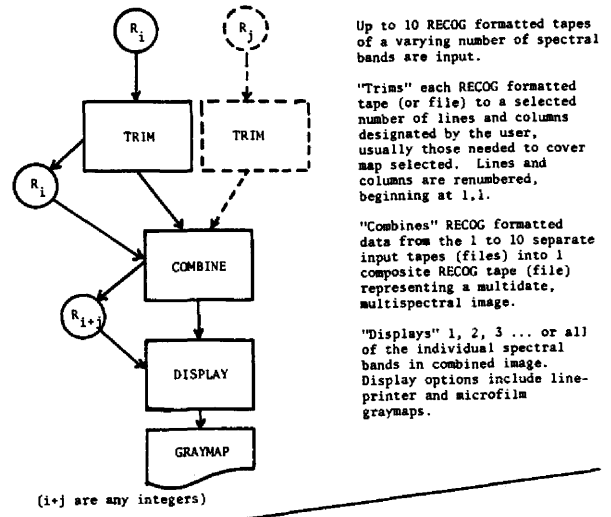 R_i
R_j
TRIM
TRIM
R_i
COMBINE
R_{i+j}
DISPLAY
GRAYMAP
(i+j are any integers)
Up to 10 RECOG formatted tapes
of a varying number of spectral
bands are input.
"Trims" each RECOG formatted
tape (or file) to a selected
number of lines and columns
designated by the user,
usually those needed to cover
map selected. Lines and
columns are renumbered,
beginning at 1,1.
"Combines" RECOG formatted
data from the 1 to 10 separate
input tapes (files) into 1
composite RECOG tape (file)
representing a multidate,
multispectral image.
"Displays" 1, 2, 3 ... or all
of the individual spectral
bands in combined image.
Display options include line-
printer and microfilm
graymaps.